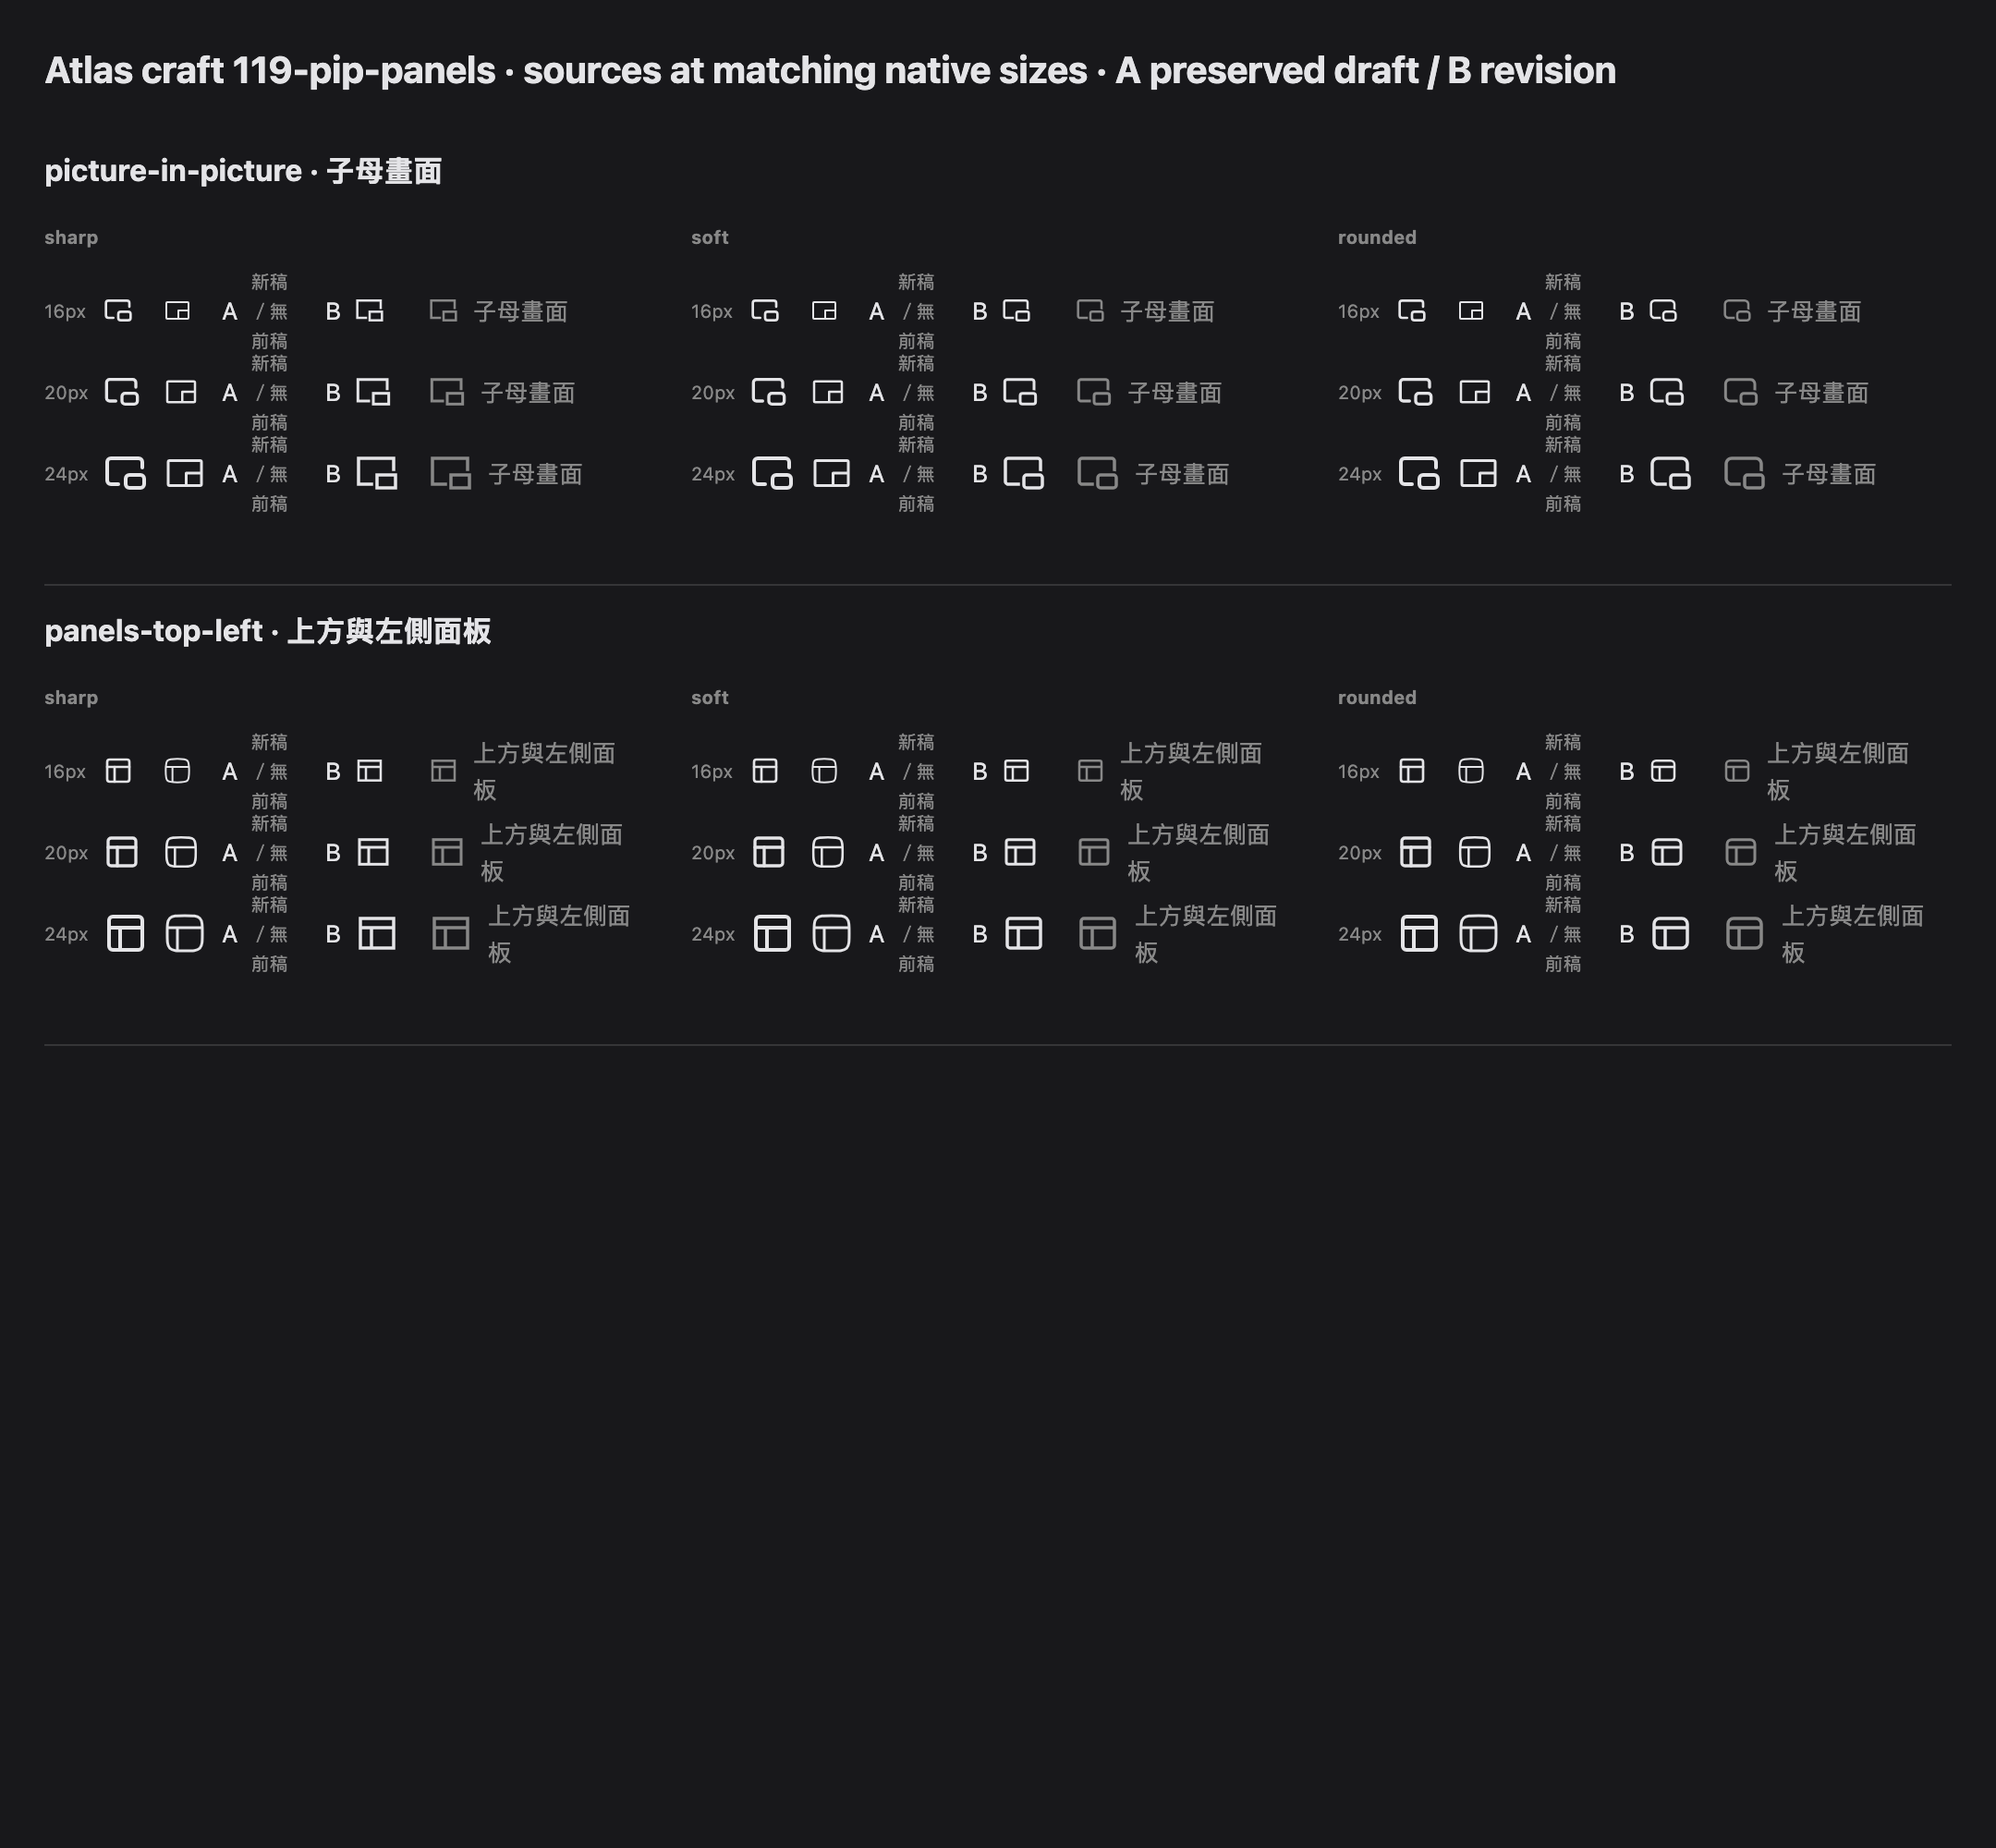 Atlas craft 119-pip-panels · sources at matching native sizes · A preserved draft / B revision
picture-in-picture · 子母畫面
sharp
16px A 新稿 / 無前稿 B 子母畫面
20px A 新稿 / 無前稿 B 子母畫面
24px A 新稿 / 無前稿 B 子母畫面
soft
16px A 新稿 / 無前稿 B 子母畫面
20px A 新稿 / 無前稿 B 子母畫面
24px A 新稿 / 無前稿 B 子母畫面
rounded
16px A 新稿 / 無前稿 B 子母畫面
20px A 新稿 / 無前稿 B 子母畫面
24px A 新稿 / 無前稿 B 子母畫面
panels-top-left · 上方與左側面板
sharp
16px A 新稿 / 無前稿 B 上方與左側面板
20px A 新稿 / 無前稿 B 上方與左側面板
24px A 新稿 / 無前稿 B 上方與左側面板
soft
16px A 新稿 / 無前稿 B 上方與左側面板
20px A 新稿 / 無前稿 B 上方與左側面板
24px A 新稿 / 無前稿 B 上方與左側面板
rounded
16px A 新稿 / 無前稿 B 上方與左側面板
20px A 新稿 / 無前稿 B 上方與左側面板
24px A 新稿 / 無前稿 B 上方與左側面板